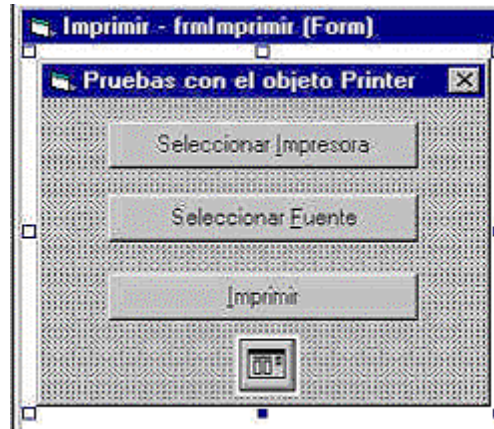 Imprimir - frmImprimir (Form)
Pruebas con el objeto Printer
Seleccionar Impresora
Seleccionar Fuente
Imprimir